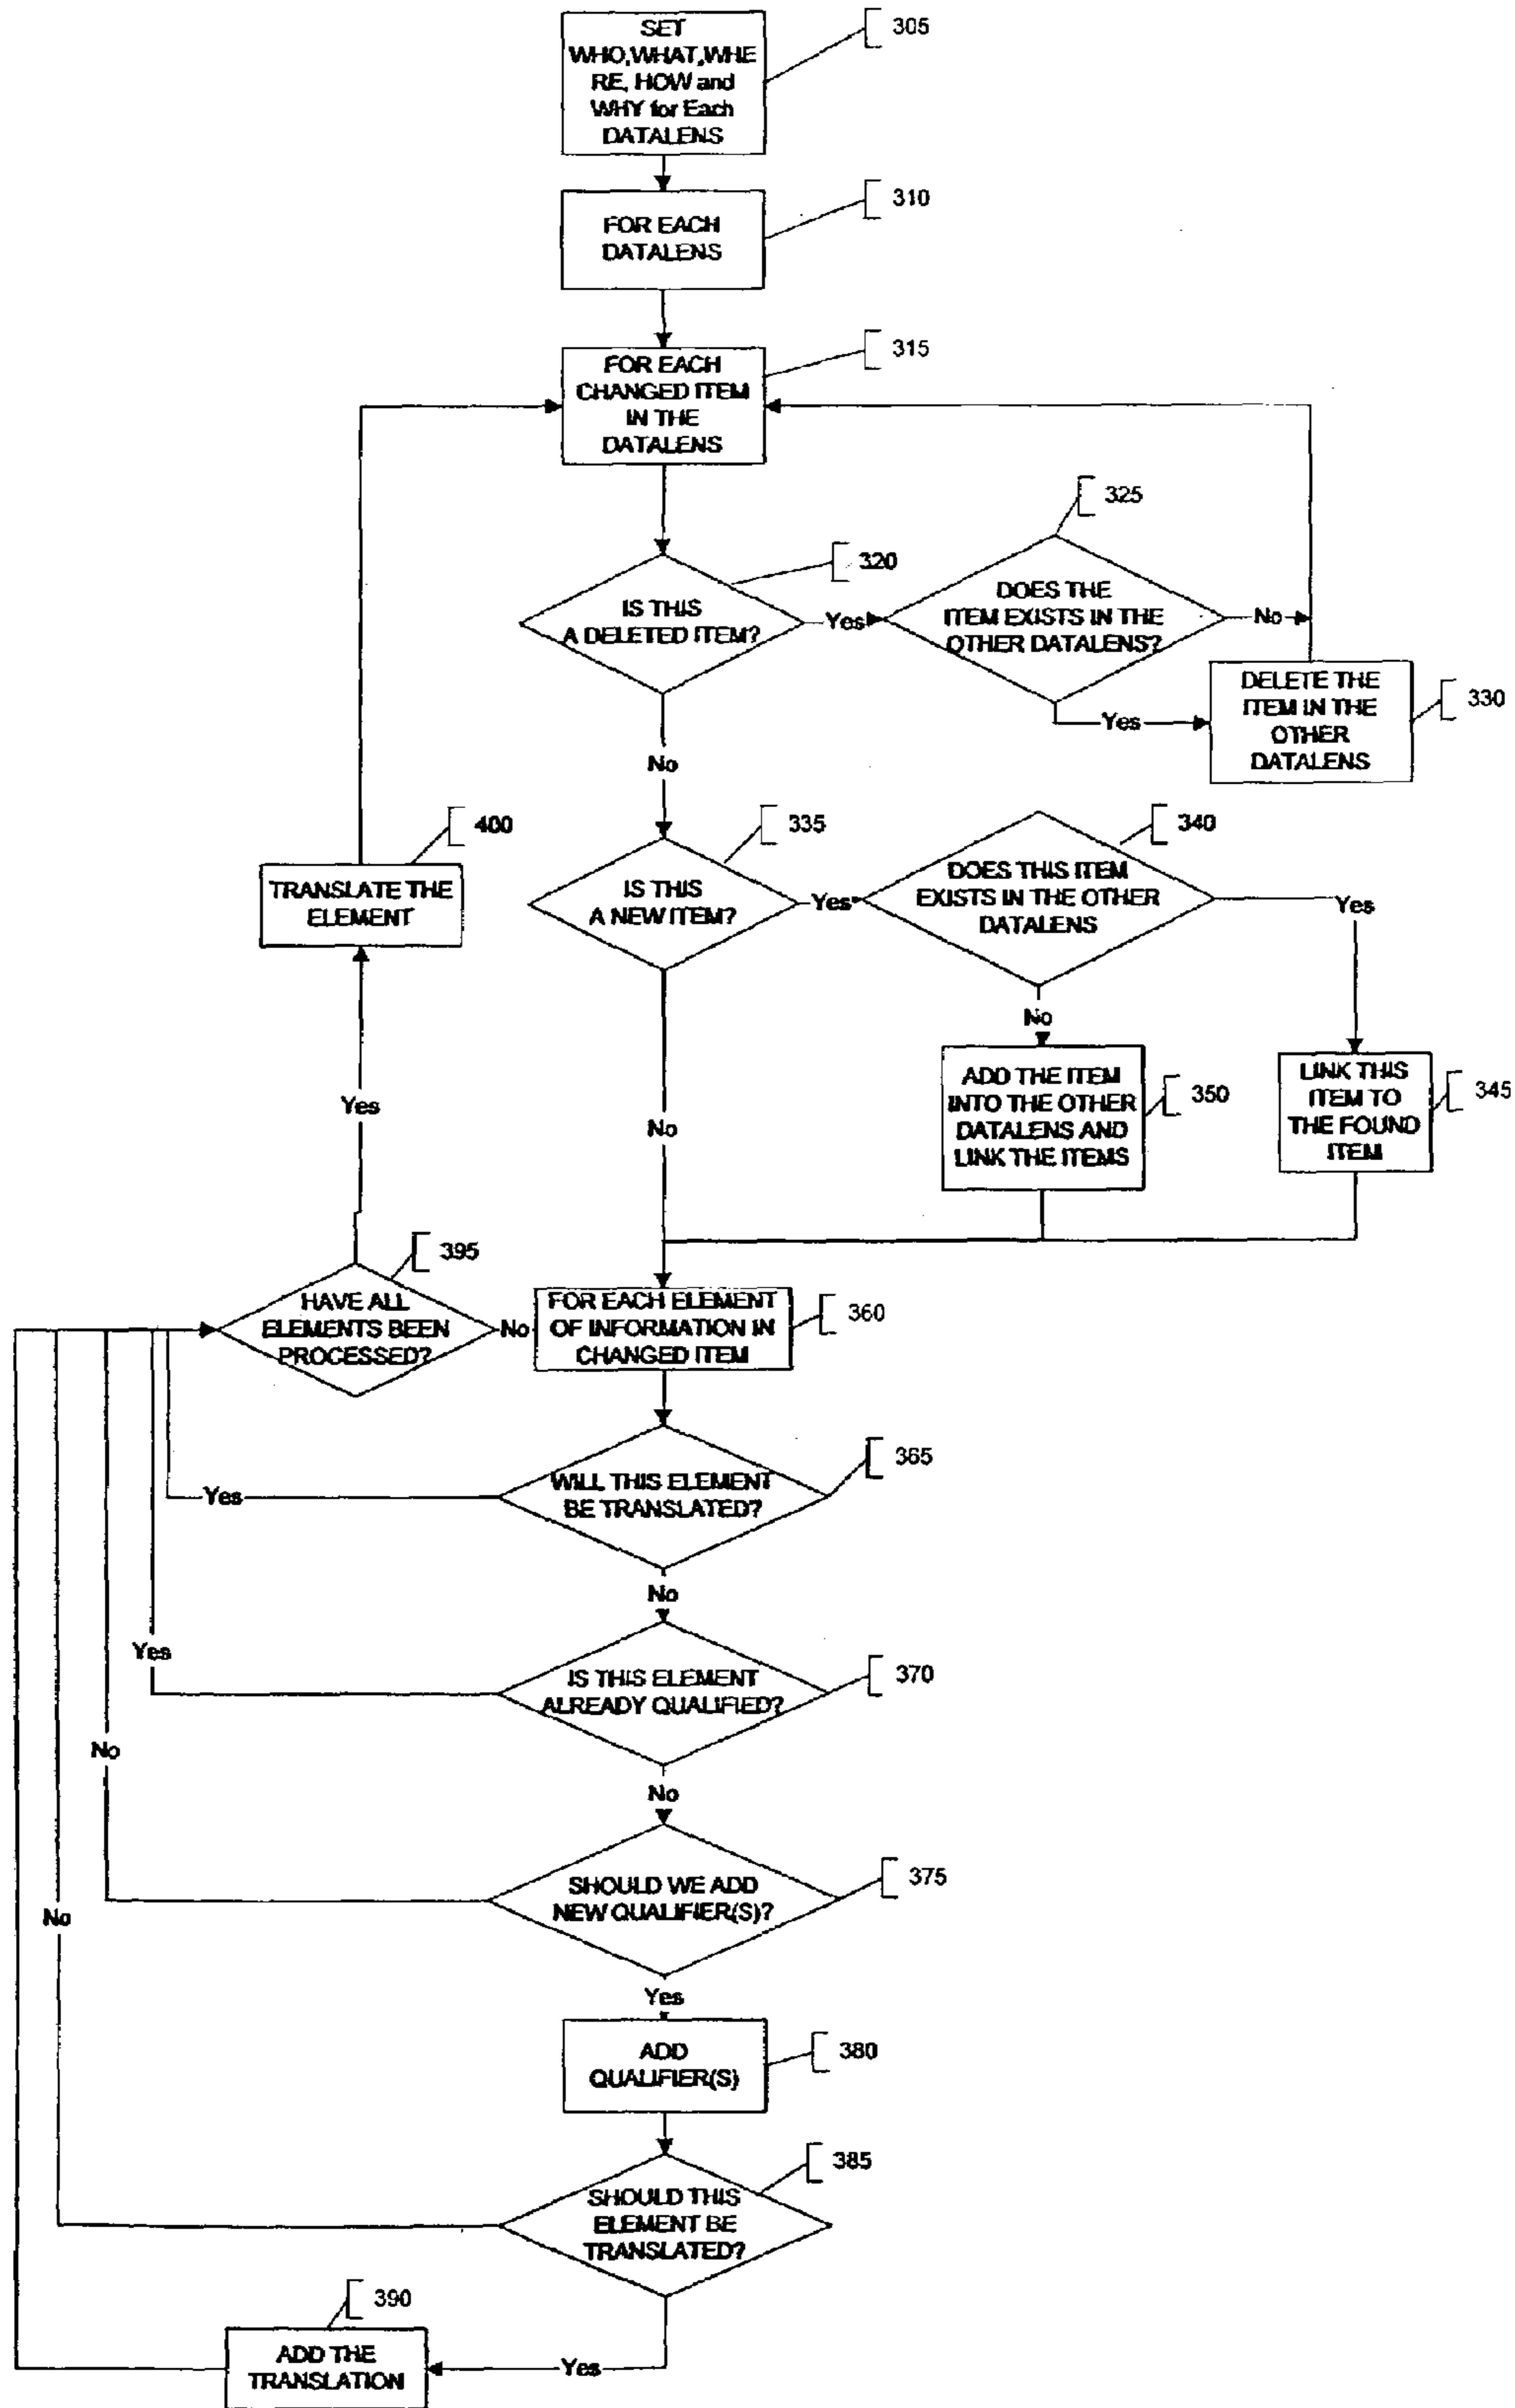 305
SET
WHO,WHAT,WHE
RE, HOW and
WHY for Each
DATALENS
310
FOR EACH
DATALENS
315
FOR EACH
CHANGED ITEM
IN THE
DATALENS
320
IS THIS
A DELETED ITEM?
Yes
325
DOES THE
ITEM EXISTS IN THE
OTHER DATALENS?
No
Yes
330
DELETE THE
ITEM IN THE
OTHER
DATALENS
No
335
IS THIS
A NEW ITEM?
Yes
340
DOES THIS ITEM
EXISTS IN THE OTHER
DATALENS
Yes
No
400
TRANSLATE THE
ELEMENT
Yes
No
350
ADD THE ITEM
INTO THE OTHER
DATALENS AND
LINK THE ITEMS
345
LINK THIS
ITEM TO
THE FOUND
ITEM
395
HAVE ALL
ELEMENTS BEEN
PROCESSED?
No
360
FOR EACH ELEMENT
OF INFORMATION IN
CHANGED ITEM
365
WILL THIS ELEMENT
BE TRANSLATED?
Yes
No
370
IS THIS ELEMENT
ALREADY QUALIFIED?
Yes
No
375
SHOULD WE ADD
NEW QUALIFIER(S)?
No
Yes
380
ADD
QUALIFIER(S)
385
SHOULD THIS
ELEMENT BE
TRANSLATED?
No
Yes
390
ADD THE
TRANSLATION